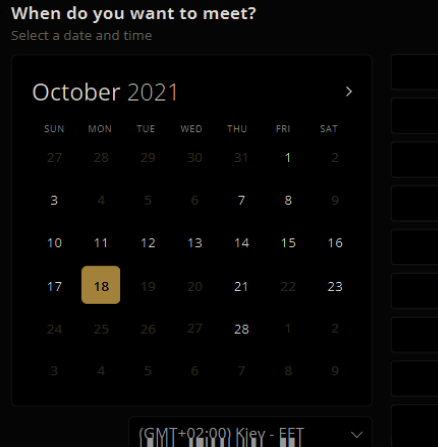 When do you want to meet?
Select a date and time
October 2021
SUN MON TUE WED THU FRI SAT
27 28 29 30 31 1 2
3 4 5 6 7 8 9
10 11 12 13 14 15 16
17 18 19 20 21 22 23
24 25 26 27 28 1 2
3 4 5 6 7 8 9
(GMT+02:00) Kiev - EET